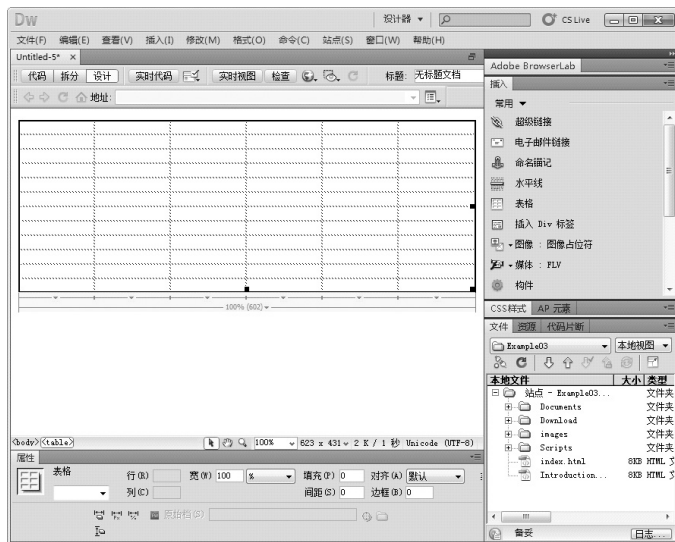 Dw 设计器 CS Live
文件(F) 编辑(E) 查看(V) 插入(I) 修改(M) 格式(O) 命令(C) 站点(S) 窗口(W) 帮助(H)
Untitled-5* ×
代码 拆分 设计 实时代码 实时视图 检查 标题: 无标题文档
地址:
100% (602)
<body><table> 100% 623 x 431 2 K / 1 秒 Unicode (UTF-8)
属性
表格 行(R) 宽(W) 100 % 填充(P) 0 对齐(A) 默认
列(C) 间距(S) 0 边框(B) 0
原始档(S)
Adobe BrowserLab
插入
常用
超级链接
电子邮件链接
命名锚记
水平线
表格
插入 Div 标签
图像 : 图像占位符
媒体 : FLV
构件
CSS样式 AP 元素
文件 资源 代码片断
Example03 本地视图
本地文件 大小 类型
站点 - Example03... 文件夹
Documents 文件夹
Download 文件夹
images 文件夹
Scripts 文件夹
index.html 8KB HTML
Introduction... 8KB HTML
备妥 日志...